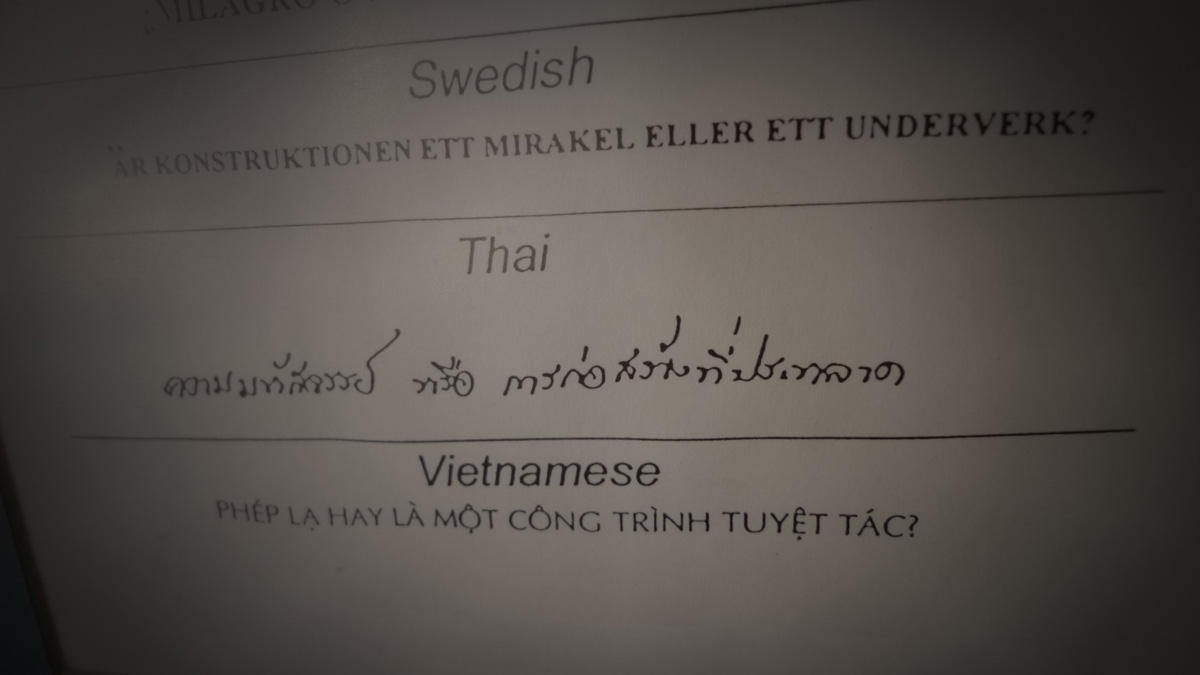 MILAGRO
Swedish
ÄR KONSTRUKTIONEN ETT MIRAKEL ELLER ETT UNDERVERK?
Thai
ความมหัศจรรย์ หรือ การก่อสร้างที่ประหลาด
Vietnamese
PHÉP LẠ HAY LÀ MỘT CÔNG TRÌNH TUYỆT TÁC?